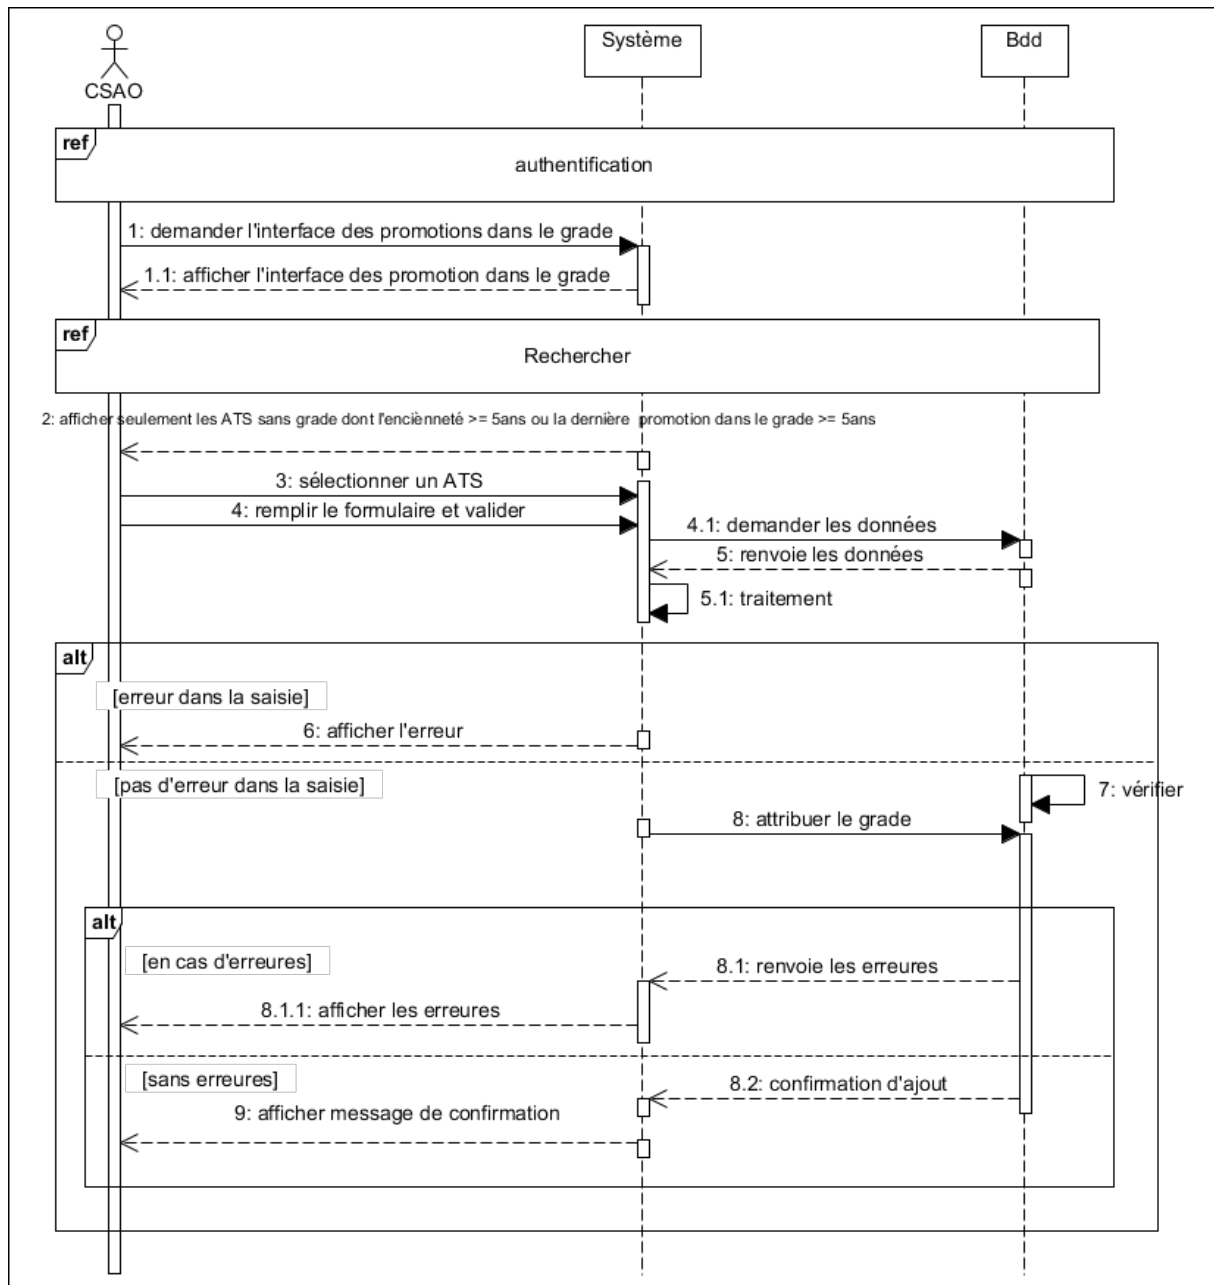 Système
Bdd
CSAO
ref
authentification
1: demander l'interface des promotions dans le grade
1.1: afficher l'interface des promotion dans le grade
ref
Rechercher
2: afficher seulement les ATS sans grade dont l'enciènneté >= 5ans ou la dernière promotion dans le grade >= 5ans
3: sélectionner un ATS
4: remplir le formulaire et valider
4.1: demander les données
5: renvoie les données
5.1: traitement
alt
[erreur dans la saisie]
6: afficher l'erreur
[pas d'erreur dans la saisie]
7: vérifier
8: attribuer le grade
alt
[en cas d'erreures]
8.1: renvoie les erreures
8.1.1: afficher les erreures
[sans erreures]
8.2: confirmation d'ajout
9: afficher message de confirmation